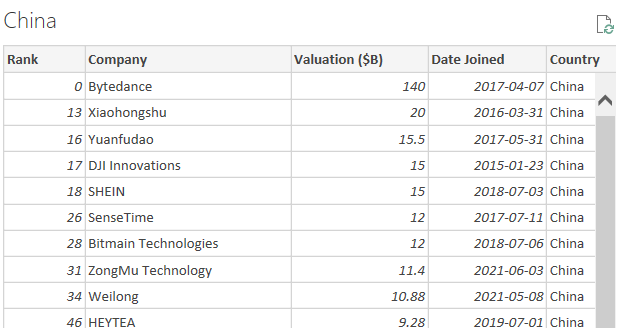 China
Rank Company Valuation ($B) Date Joined Country
0 Bytedance 140 2017-04-07 China
13 Xiaohongshu 20 2016-03-31 China
16 Yuanfudao 15.5 2017-05-31 China
17 DJI Innovations 15 2015-01-23 China
18 SHEIN 15 2018-07-03 China
26 SenseTime 12 2017-07-11 China
28 Bitmain Technologies 12 2018-07-06 China
31 ZongMu Technology 11.4 2021-06-03 China
34 Weilong 10.88 2021-05-08 China
46 HEYTEA 9.28 2019-07-01 China